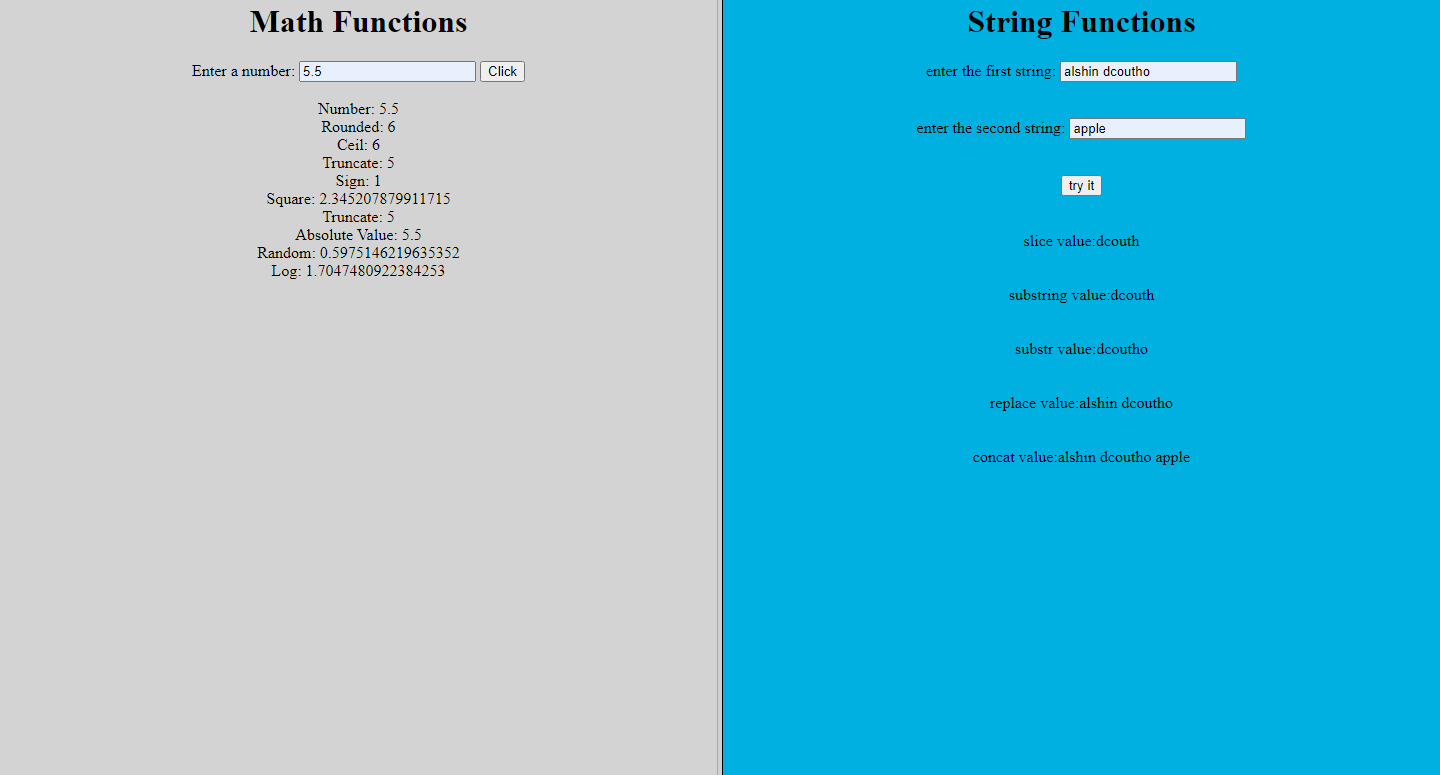 Math Functions
Enter a number: 5.5 Click
Number: 5.5
Rounded: 6
Ceil: 6
Truncate: 5
Sign: 1
Square: 2.345207879911715
Truncate: 5
Absolute Value: 5.5
Random: 0.5975146219635352
Log: 1.7047480922384253
String Functions
enter the first string: alshin dcoutho
enter the second string: apple
try it
slice value:dcouth
substring value:dcouth
substr value:dcoutho
replace value:alshin dcoutho
concat value:alshin dcoutho apple